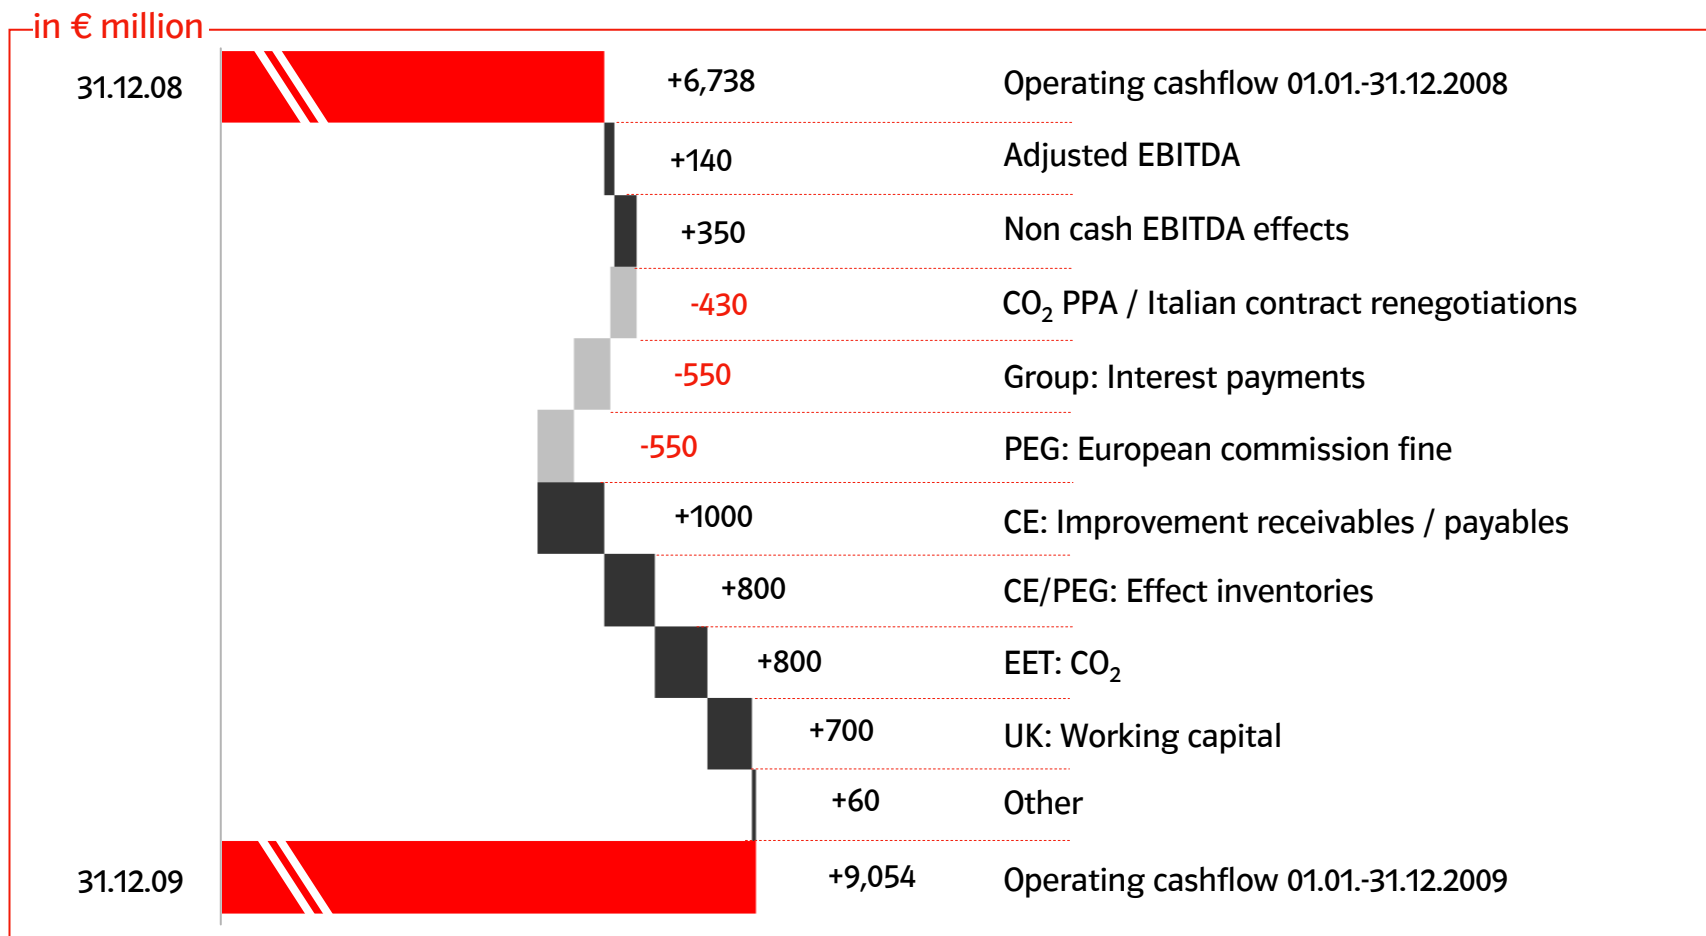 in € million
31.12.08 +6,738 Operating cashflow 01.01.-31.12.2008
+140 Adjusted EBITDA
+350 Non cash EBITDA effects
-430 CO₂ PPA / Italian contract renegotiations
-550 Group: Interest payments
-550 PEG: European commission fine
+1000 CE: Improvement receivables / payables
+800 CE/PEG: Effect inventories
+800 EET: CO₂
+700 UK: Working capital
+60 Other
31.12.09 +9,054 Operating cashflow 01.01.-31.12.2009